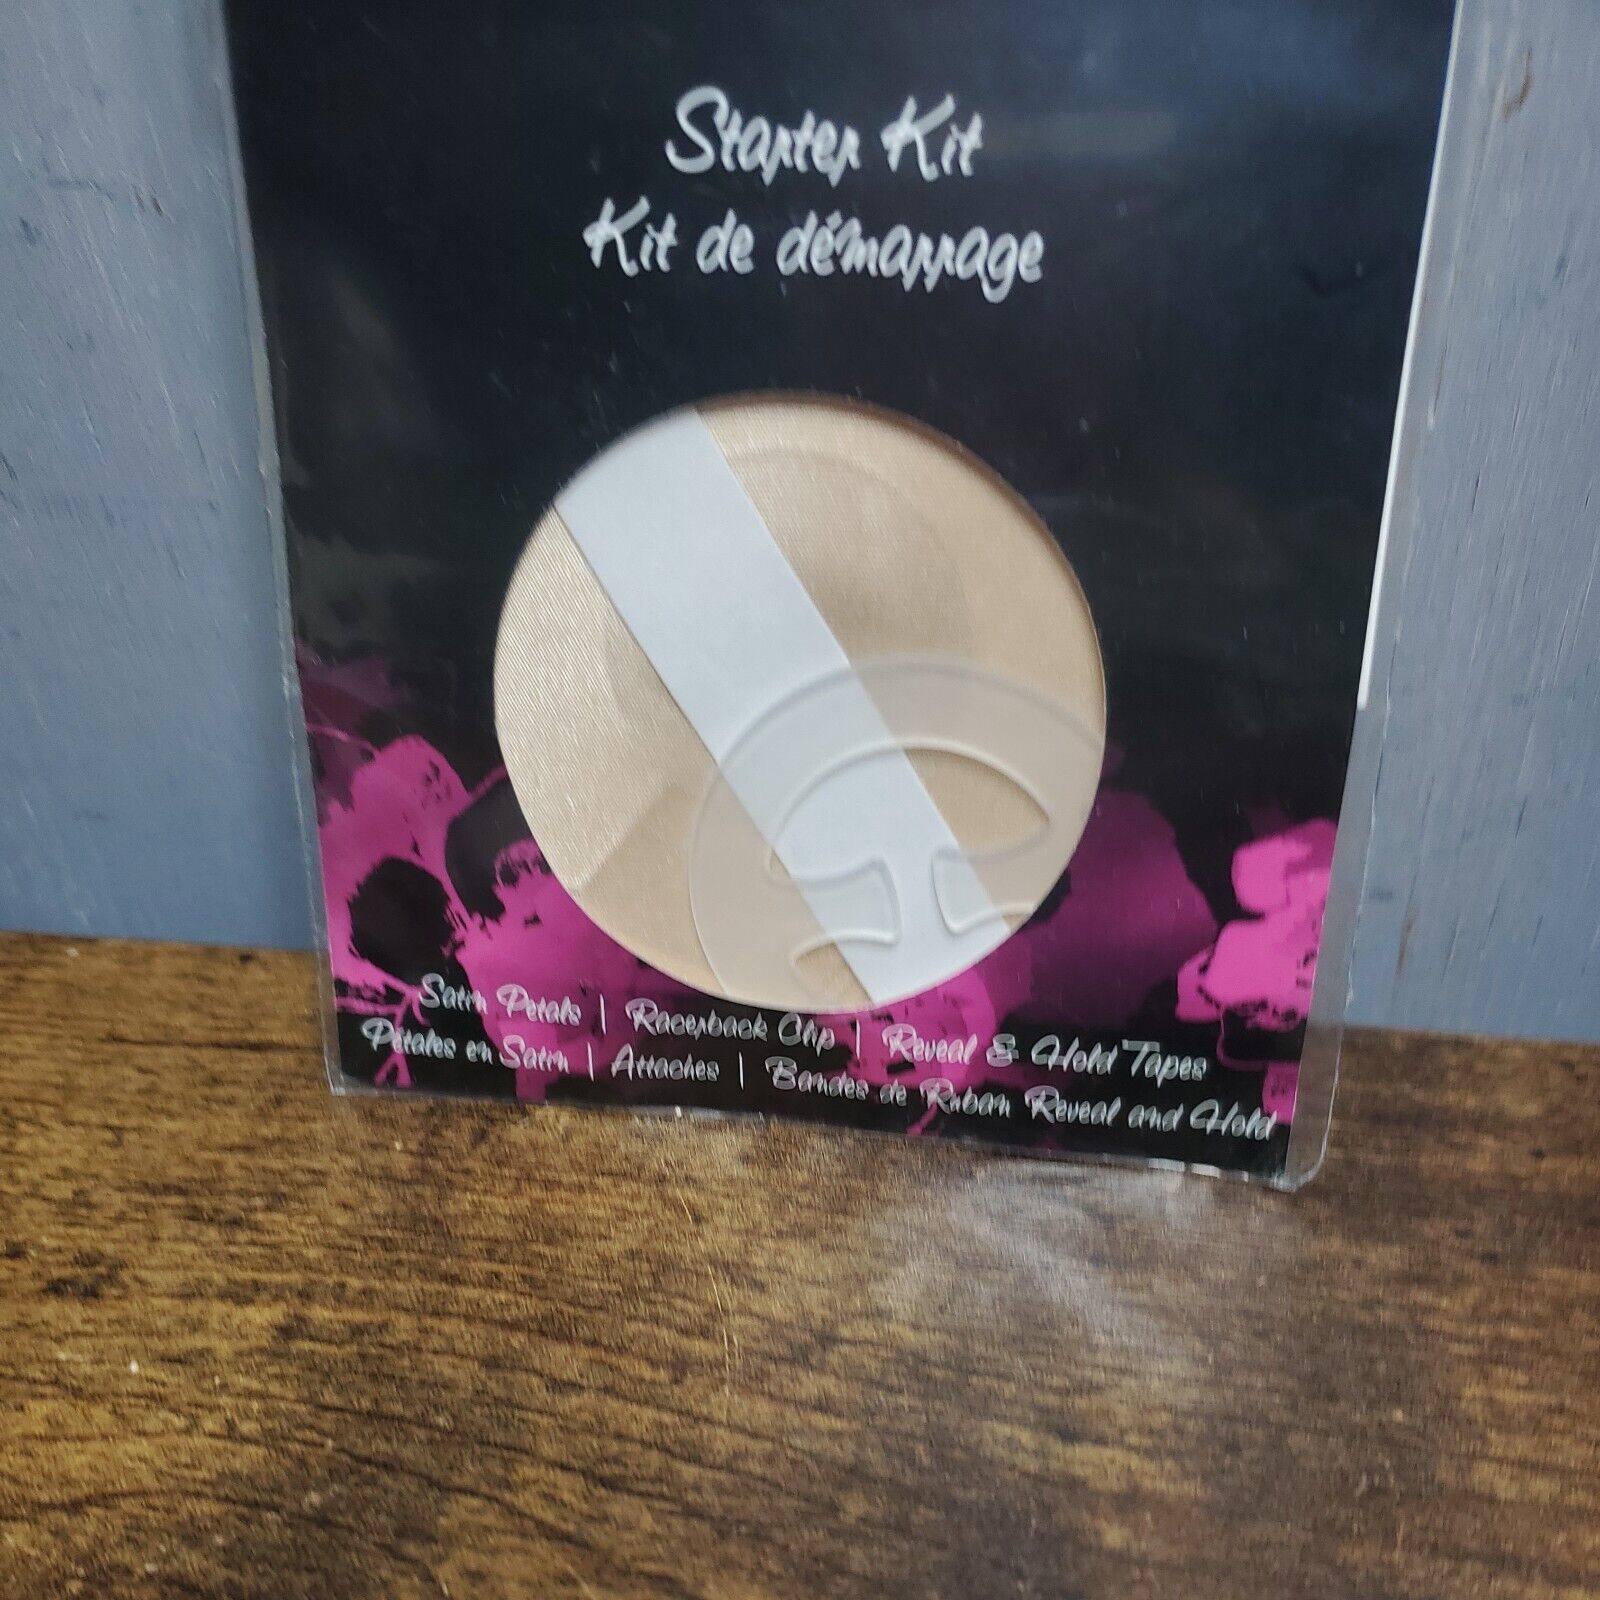 Starter Kit
Kit de démarrage
Satin Petals | Racerback Clip | Reveal & Hold Tapes
Pétales en Satin | Attaches | Bandes de Ruban Reveal and Hold